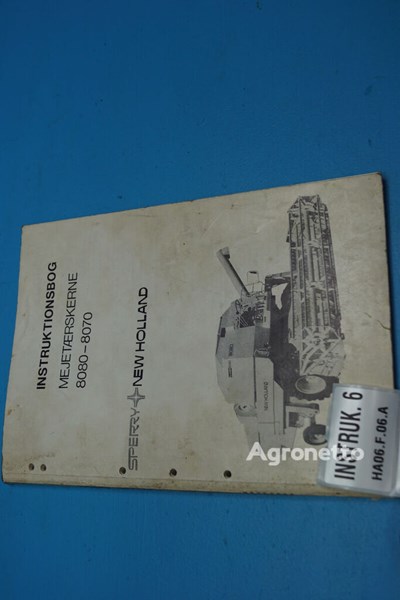 INSTRUKTIONSBOG
MEJETÆRSKERNE
8080-8070
SPERRY NEW HOLLAND
INSTRUK. 6
HA06.F.06.A
Agronetto